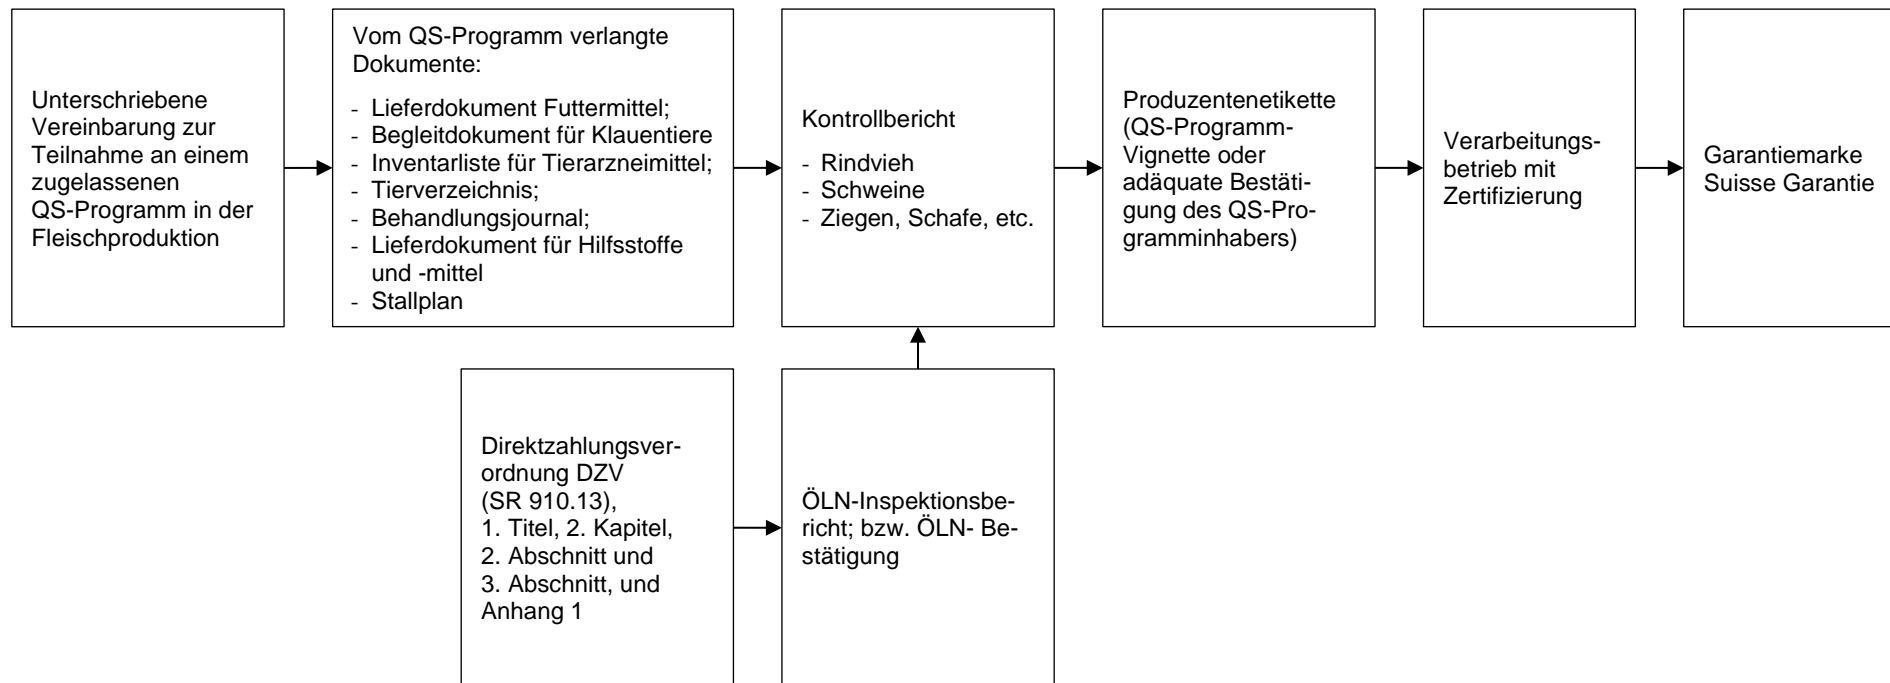 Unterschriebene
Vereinbarung zur
Teilnahme an einem
zugelassenen
QS-Programm in der
Fleischproduktion
Vom QS-Programm verlangte
Dokumente:
- Lieferdokument Futtermittel;
- Begleitdokument für Klauentiere
- Inventarliste für Tierarzneimittel;
- Tierverzeichnis;
- Behandlungsjournal;
- Lieferdokument für Hilfsstoffe
und -mittel
- Stallplan
Kontrollbericht
- Rindvieh
- Schweine
- Ziegen, Schafe, etc.
Produzentenetikette
(QS-Programm-
Vignette oder
adäquate Bestäti-
gung des QS-Pro-
gramminhabers)
Verarbeitungs-
betrieb mit
Zertifizierung
Garantiemarke
Suisse Garantie
Direktzahlungsver-
ordnung DZV
(SR 910.13),
1. Titel, 2. Kapitel,
2. Abschnitt und
3. Abschnitt, und
Anhang 1
ÖLN-Inspektionsbe-
richt; bzw. ÖLN- Be-
stätigung